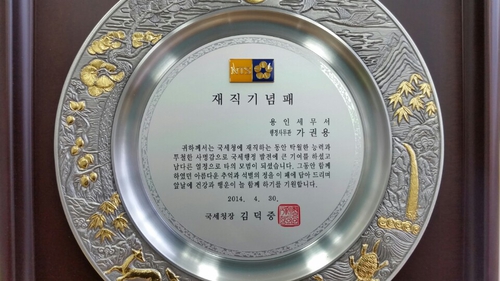 NTS
재직기념패
용인세무서
행정사무관 가권용
귀하께서는 국세청에 재직하는 동안 탁월한 능력과
투철한 사명감으로 국세행정 발전에 큰 기여를 하셨고
남다른 열정으로 타의 모범이 되었습니다. 그동안 함께
하였던 아름다운 추억과 석별의 정을 이 패에 담아 드리며
앞날에 건강과 행운이 늘 함께 하기를 기원합니다.
2014. 4. 30.
국세청장 김덕중